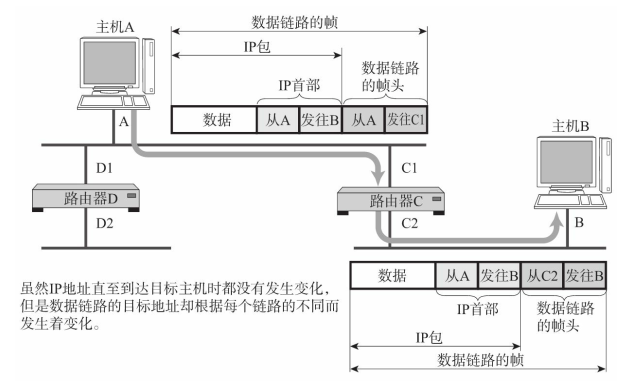 主机A
数据链路的帧
IP包
IP首部
数据链路
的帧头
数据 从A 发往B 从A 发往C1
A
主机B
D1
C1
路由器D
路由器C
D2
C2
B
数据 从A 发往B 从C2 发往B
IP首部
数据链路
的帧头
IP包
数据链路的帧
虽然IP地址直至到达目标主机时都没有发生变化，
但是数据链路的目标地址却根据每个链路的不同而
发生着变化。